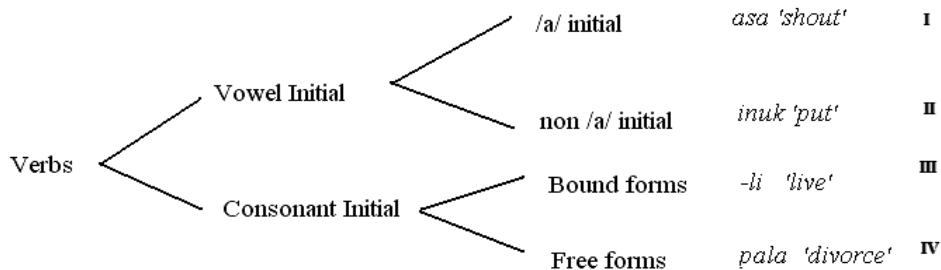 /a/ initial asa 'shout' I
Vowel Initial
non /a/ initial inuk 'put' II
Verbs
Bound forms -li 'live' III
Consonant Initial
Free forms pala 'divorce' IV